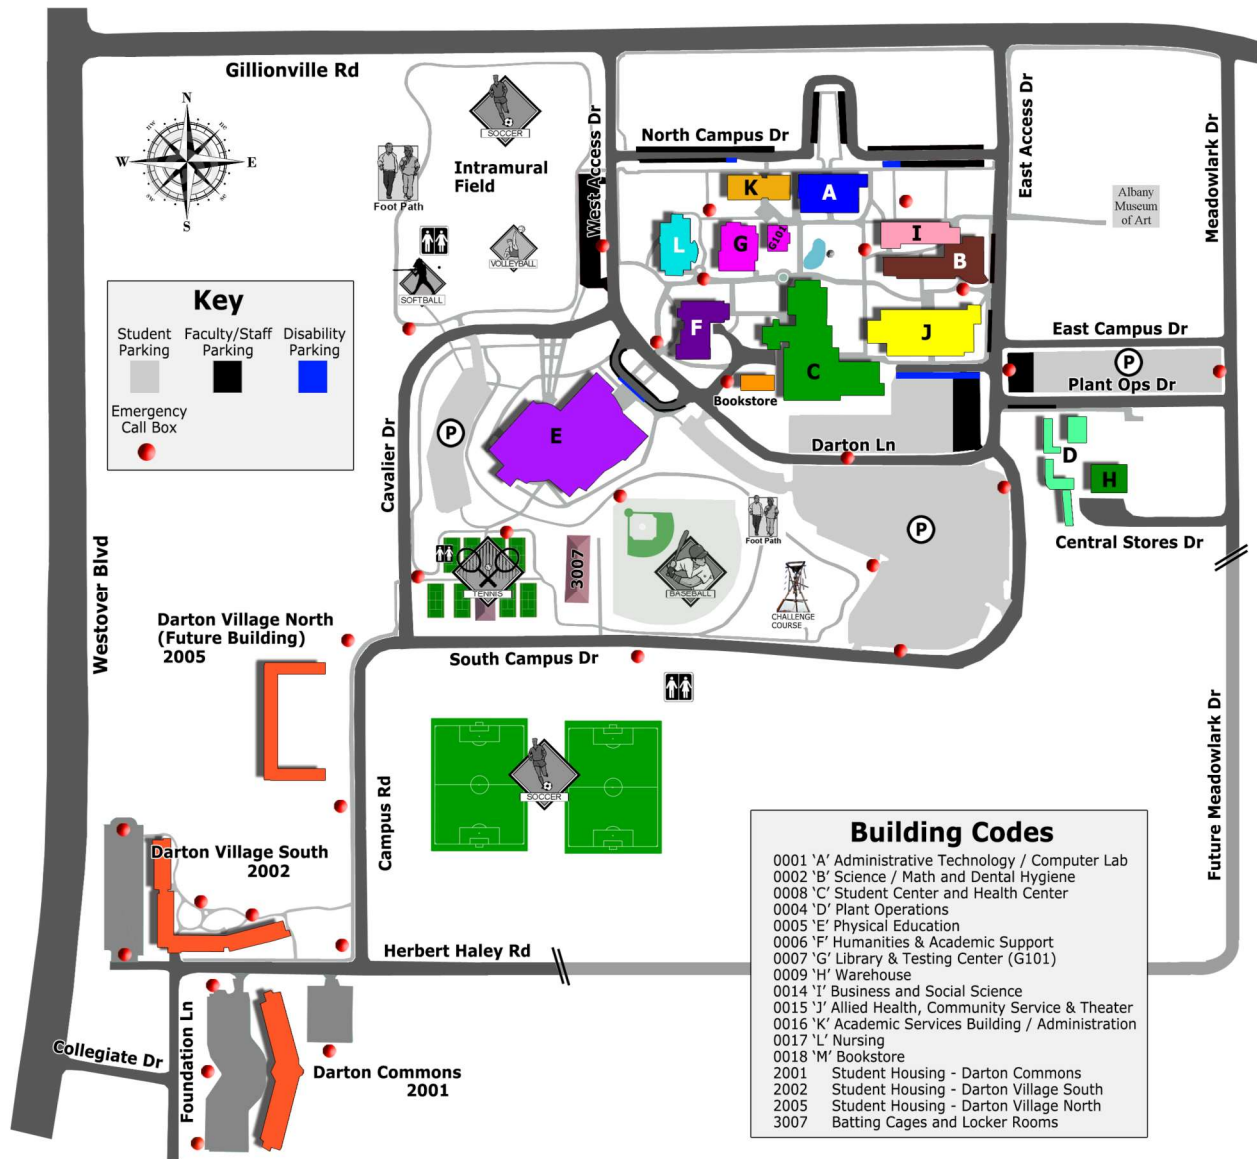 Gillionville Rd
N
nw
ne
W
E
sw
se
S
SOCCER
Intramural
Field
Foot Path
VOLLEYBALL
SOFTBALL
West Access Dr
North Campus Dr
East Access Dr
Meadowlark Dr
Albany
Museum
of Art
K
A
L
G
G101
I
B
F
C
J
Bookstore
East Campus Dr
P
Plant Ops Dr
Key
Student
Parking
Faculty/Staff
Parking
Disability
Parking
Emergency
Call Box
Cavalier Dr
P
E
Darton Ln
D
H
P
Central Stores Dr
Foot Path
TENNIS
3007
BASEBALL
CHALLENGE
COURSE
Westover Blvd
Darton Village North
(Future Building)
2005
South Campus Dr
Campus Rd
SOCCER
Future Meadowlark Dr
Darton Village South
2002
Herbert Haley Rd
Foundation Ln
Collegiate Dr
Darton Commons
2001
Building Codes
0001 ‘A’ Administrative Technology / Computer Lab
0002 ‘B’ Science / Math and Dental Hygiene
0008 ‘C’ Student Center and Health Center
0004 ‘D’ Plant Operations
0005 ‘E’ Physical Education
0006 ‘F’ Humanities & Academic Support
0007 ‘G’ Library & Testing Center (G101)
0009 ‘H’ Warehouse
0014 ‘I’ Business and Social Science
0015 ‘J’ Allied Health, Community Service & Theater
0016 ‘K’ Academic Services Building / Administration
0017 ‘L’ Nursing
0018 ‘M’ Bookstore
2001 Student Housing - Darton Commons
2002 Student Housing - Darton Village South
2005 Student Housing - Darton Village North
3007 Batting Cages and Locker Rooms